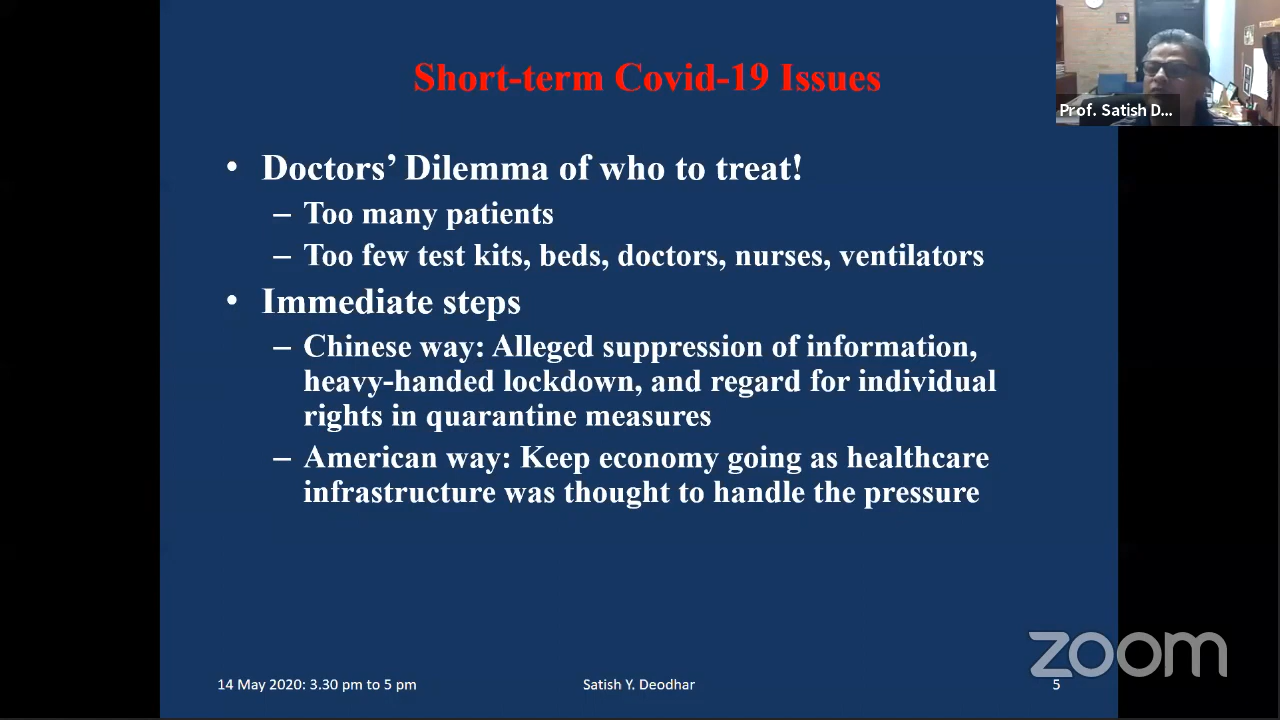 Short-term Covid-19 Issues
Prof. Satish D...
• Doctors’ Dilemma of who to treat!
– Too many patients
– Too few test kits, beds, doctors, nurses, ventilators
• Immediate steps
– Chinese way: Alleged suppression of information,
heavy-handed lockdown, and regard for individual
rights in quarantine measures
– American way: Keep economy going as healthcare
infrastructure was thought to handle the pressure
zoom
14 May 2020: 3.30 pm to 5 pm
Satish Y. Deodhar
5